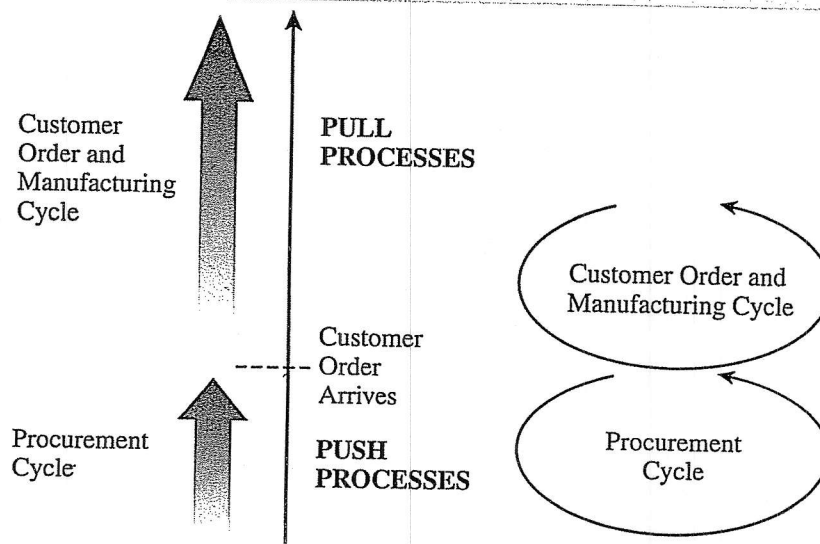 Customer
Order and
Manufacturing
Cycle
PULL
PROCESSES
Customer Order and
Manufacturing Cycle
Customer
Order
Arrives
Procurement
Cycle
PUSH
PROCESSES
Procurement
Cycle